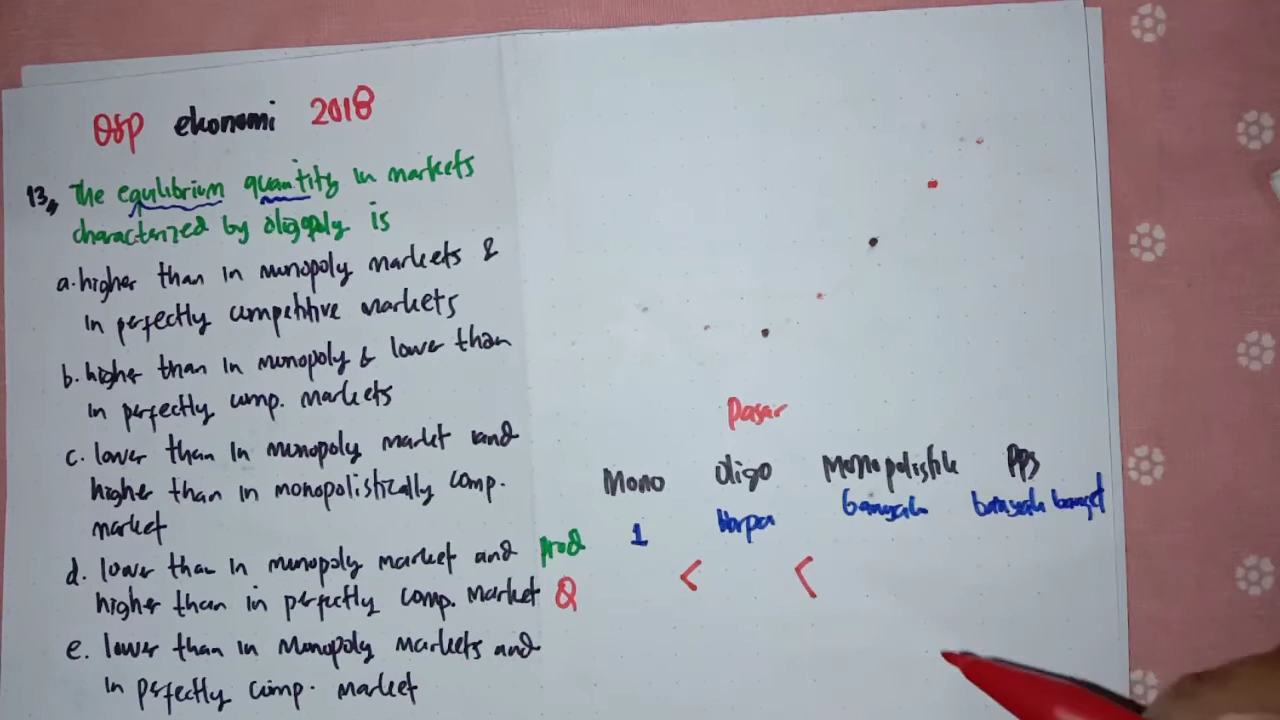 OSP ekonomi 2018
13, The equilibrium quantity in markets
characterized by oligopoly is
a. higher than in monopoly markets &
in perfectly competitive markets
b. higher than in monopoly & lower than
in perfectly comp. markets
c. lower than in monopoly market and
higher than in monopolistically comp.
market
d. lower than in monopoly market and
higher than in perfectly comp. market
e. lower than in monopoly markets and
in perfectly comp. market
Pasar
Mono Oligo Monopolistik PPS
Prod 1 banyak banyak banget
Q < <